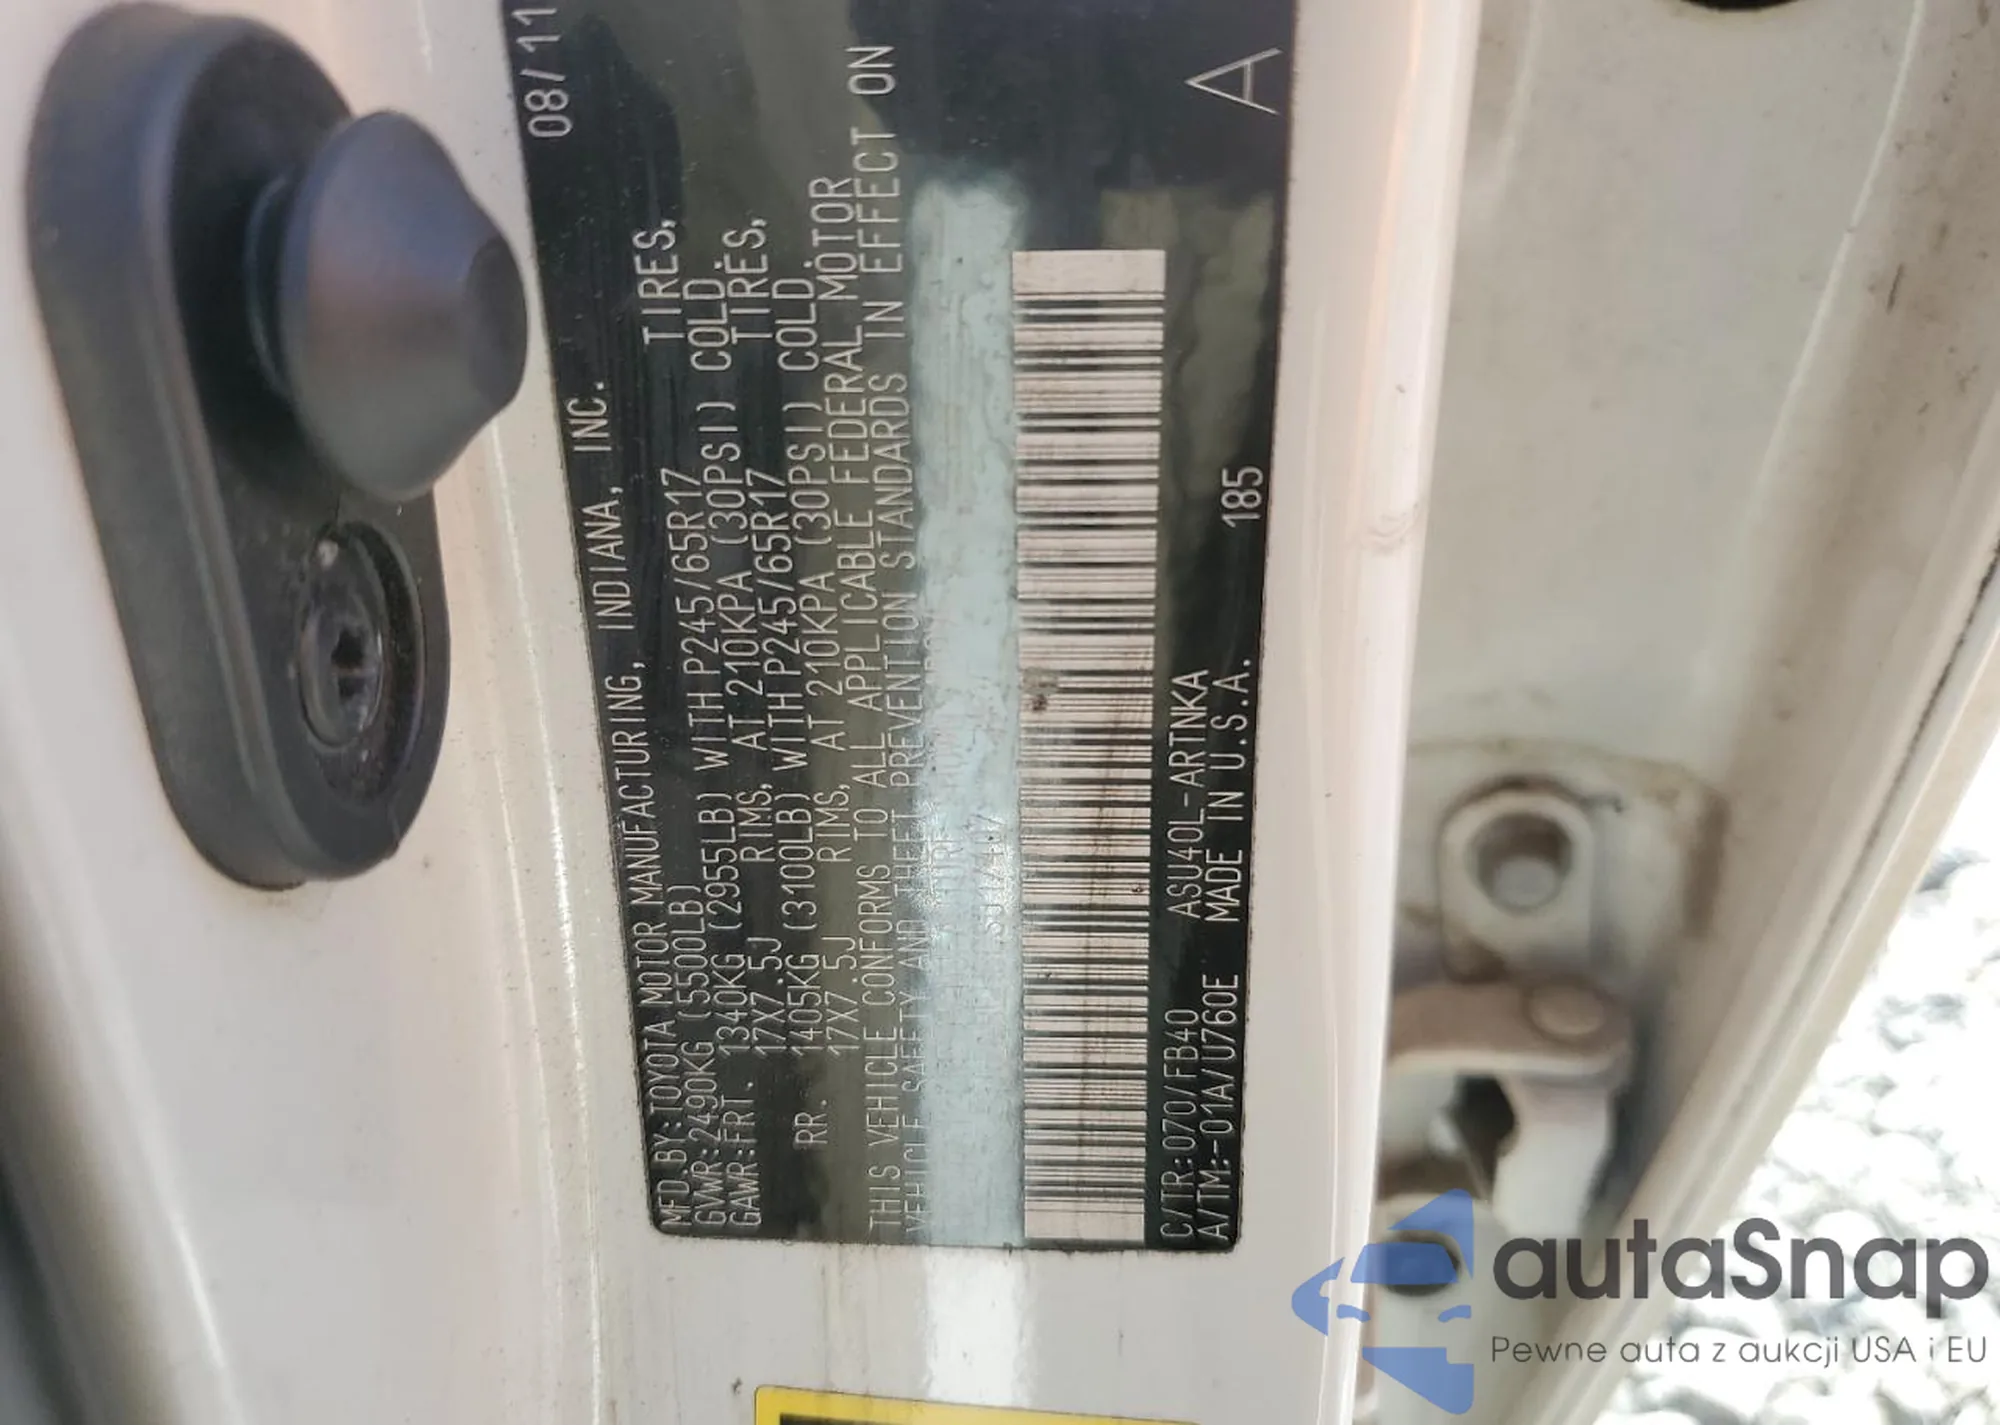 08/11
MFD.BY:TOYOTA MOTOR MANUFACTURING, INDIANA, INC.
GVWR:2490KG (5500LB)
GAWR:FRT. 1340KG (2955LB) WITH P245/65R17 TIRES,
17X7.5J RIMS, AT 210KPA (30PSI) COLD
RR. 1405KG (3100LB) WITH P245/65R17 TIRES,
17X7.5J RIMS, AT 210KPA (30PSI) COLD.
THIS VEHICLE CONFORMS TO ALL APPLICABLE FEDERAL MOTOR
VEHICLE SAFETY AND THEFT PREVENTION STANDARDS IN EFFECT ON
C/TR:070/FB40 ASU40L-ARTNKA 185 A
A/TM:-01A/U760E MADE IN U.S.A.
autaSnap
Pewne auta z aukcji USA i EU